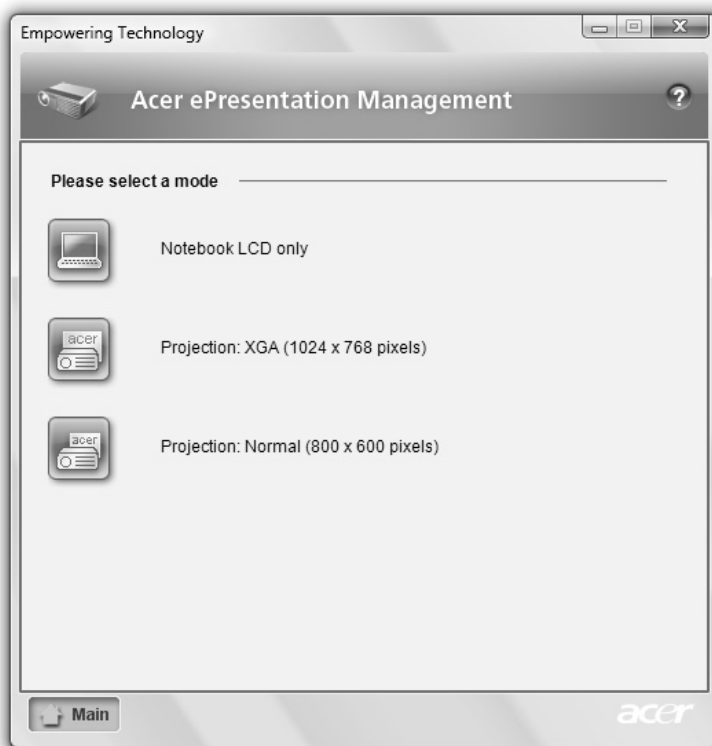 Empowering Technology
Acer ePresentation Management
?
Please select a mode
Notebook LCD only
acer
Projection: XGA (1024 x 768 pixels)
acer
Projection: Normal (800 x 600 pixels)
Main
acer